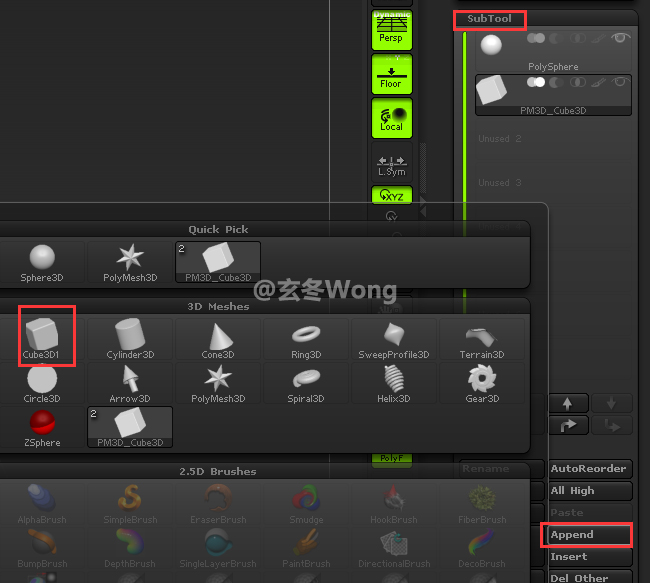 SubTool
Dynamic
Persp
PolySphere
Floor
PM3D_Cube3D
Local
Unused 2
L.Sym
Unused 3
XYZ
Quick Pick
2
Sphere3D
PolyMesh3D
PM3D_Cube3D
@玄冬Wong
3D Meshes
Cube3D1
Cylinder3D
Cone3D
Ring3D
SweepProfile3D
Terrain3D
Circle3D
Arrow3D
PolyMesh3D
Spiral3D
Helix3D
Gear3D
2
ZSphere
PM3D_Cube3D
PolyF
Rename
AutoReorder
2.5D Brushes
All High
Paste
AlphaBrush
SimpleBrush
EraserBrush
Smudge
HookBrush
FiberBrush
Append
Insert
BumpBrush
DepthBrush
SingleLayerBrush
PaintBrush
DirectionalBrush
DecoBrush
Del Other